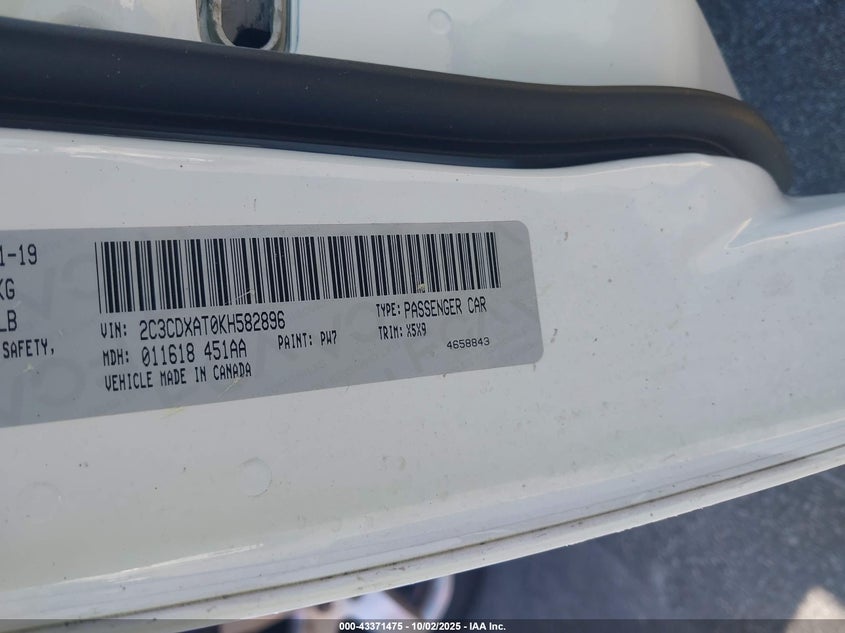 1-19
KG
LB
SAFETY,
VIN: 2C3CDXAT0KH582896
TYPE: PASSENGER CAR
MDH: 011618 451AA
PAINT: PW7
TRIM: X5X9
VEHICLE MADE IN CANADA
4658843
000-43371475 | 10/02/2025 - IAA Inc.